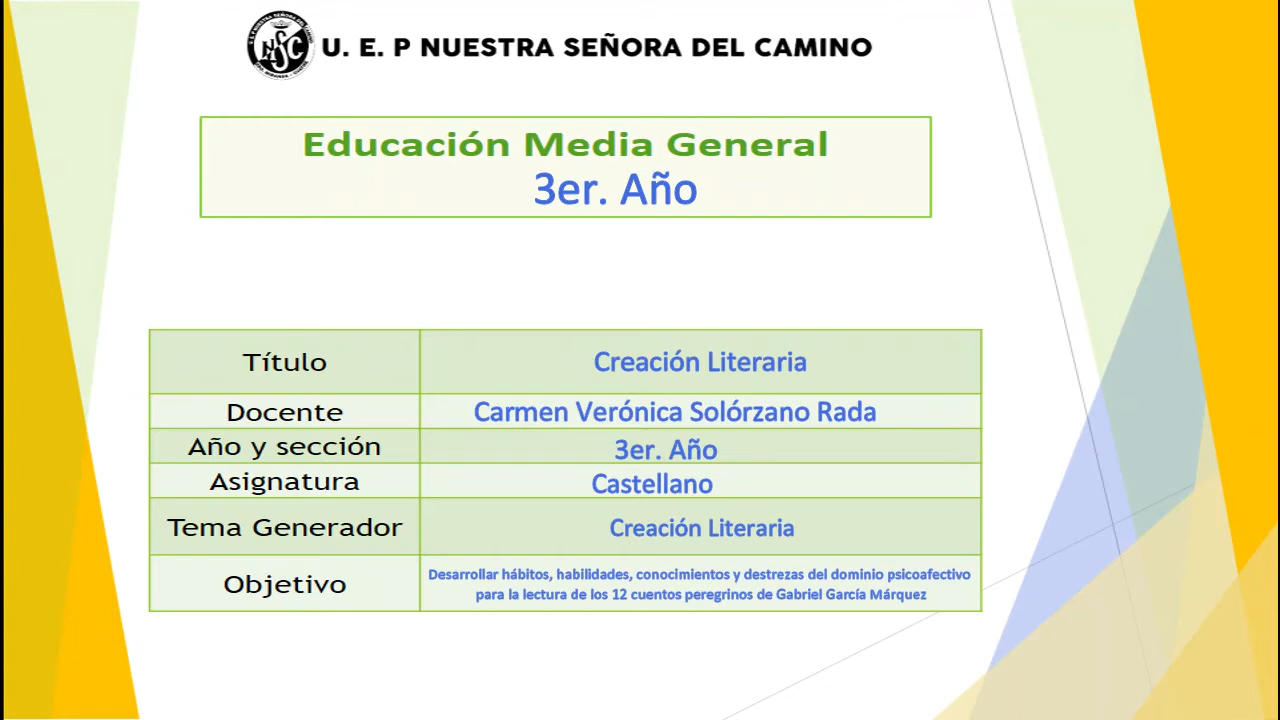 U. E. P NUESTRA SEÑORA DEL CAMINO
Educación Media General
3er. Año
Título
Creación Literaria
Docente
Carmen Verónica Solórzano Rada
Año y sección
3er. Año
Asignatura
Castellano
Tema Generador
Creación Literaria
Objetivo
Desarrollar hábitos, habilidades, conocimientos y destrezas del dominio psicoafectivo
para la lectura de los 12 cuentos peregrinos de Gabriel García Márquez